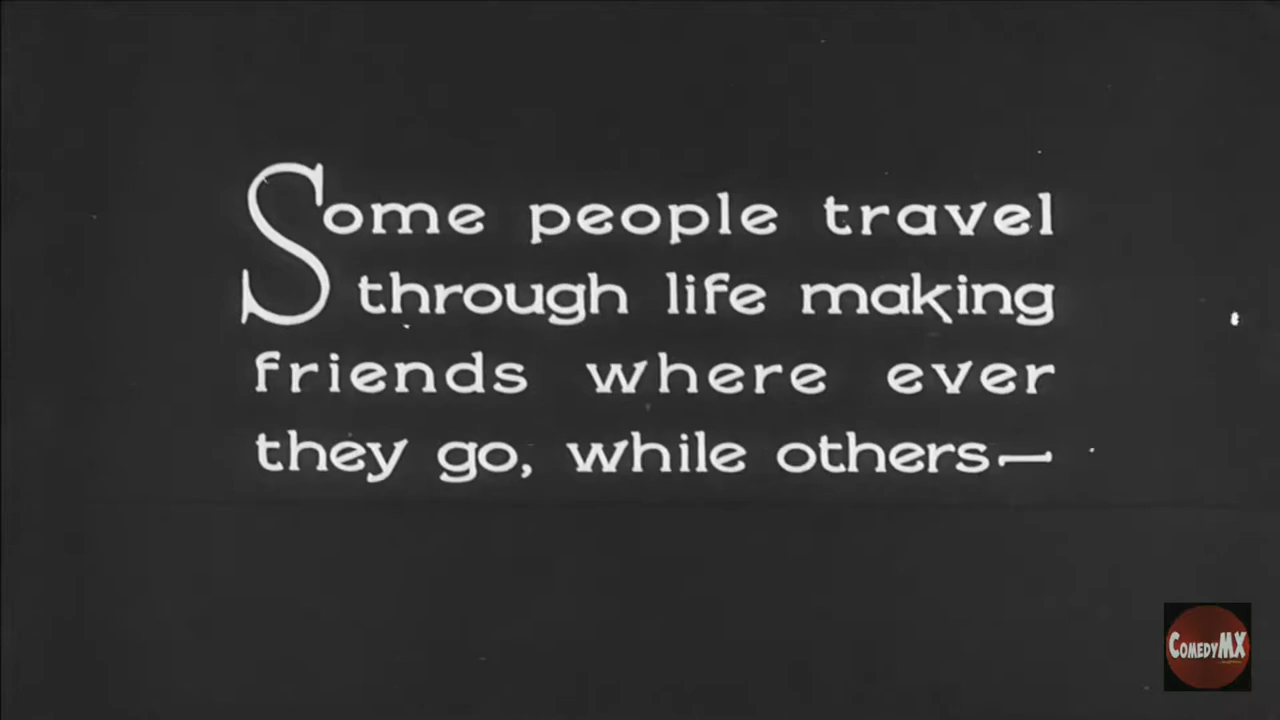 Some people travel
through life making
friends where ever
they go, while others—
COMEDYMX